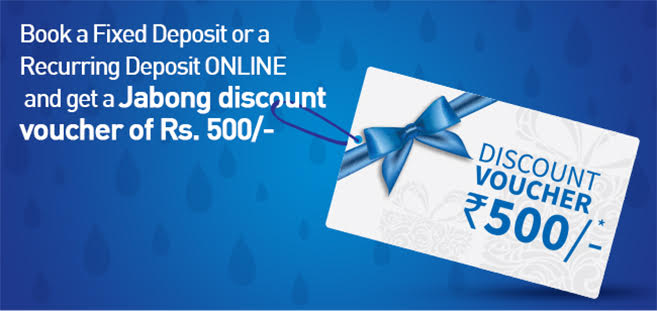 Book a Fixed Deposit or a
Recurring Deposit ONLINE
and get a Jabong discount
voucher of Rs. 500/-
DISCOUNT
VOUCHER
₹500/-*